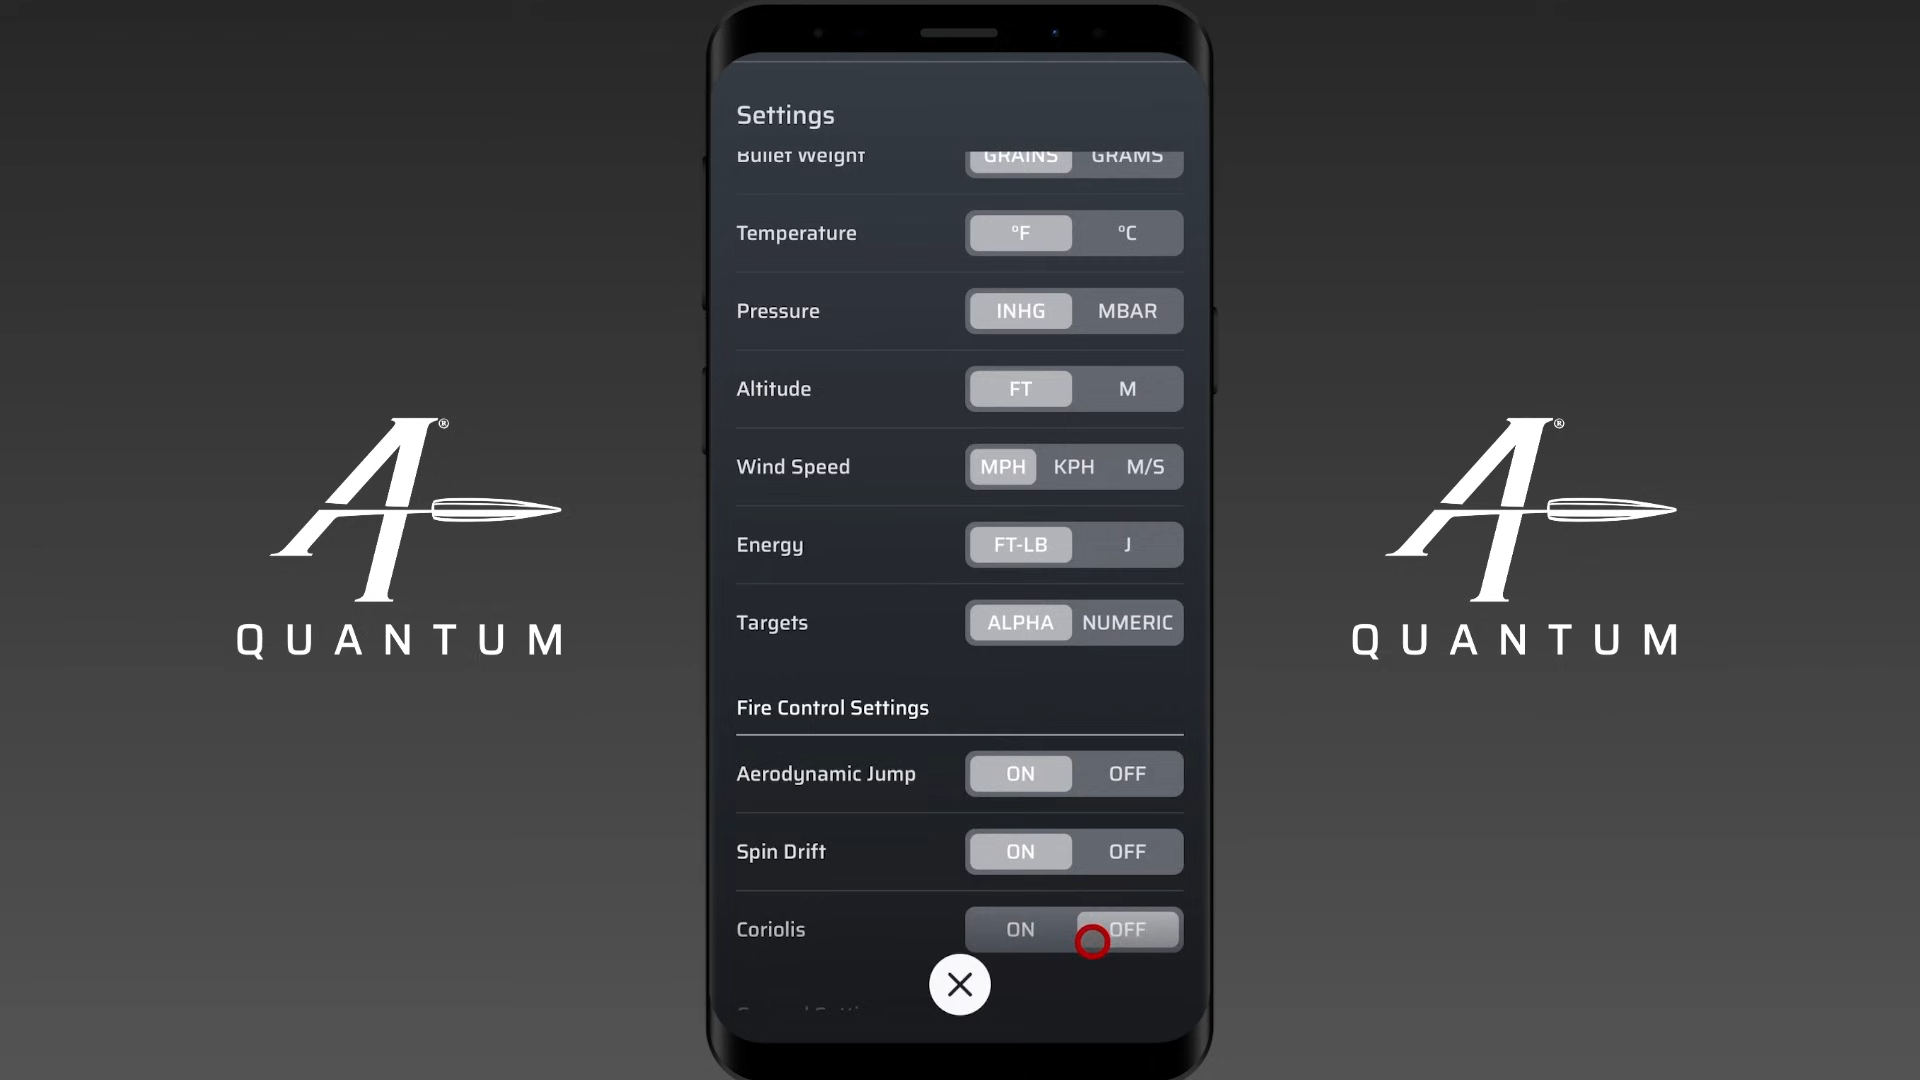 Settings
Bullet Weight GRAINS GRAMS
Temperature °F °C
Pressure INHG MBAR
Altitude FT M
Wind Speed MPH KPH M/S
Energy FT-LB J
Targets ALPHA NUMERIC
Fire Control Settings
Aerodynamic Jump ON OFF
Spin Drift ON OFF
Coriolis ON OFF
A®
QUANTUM
A®
QUANTUM